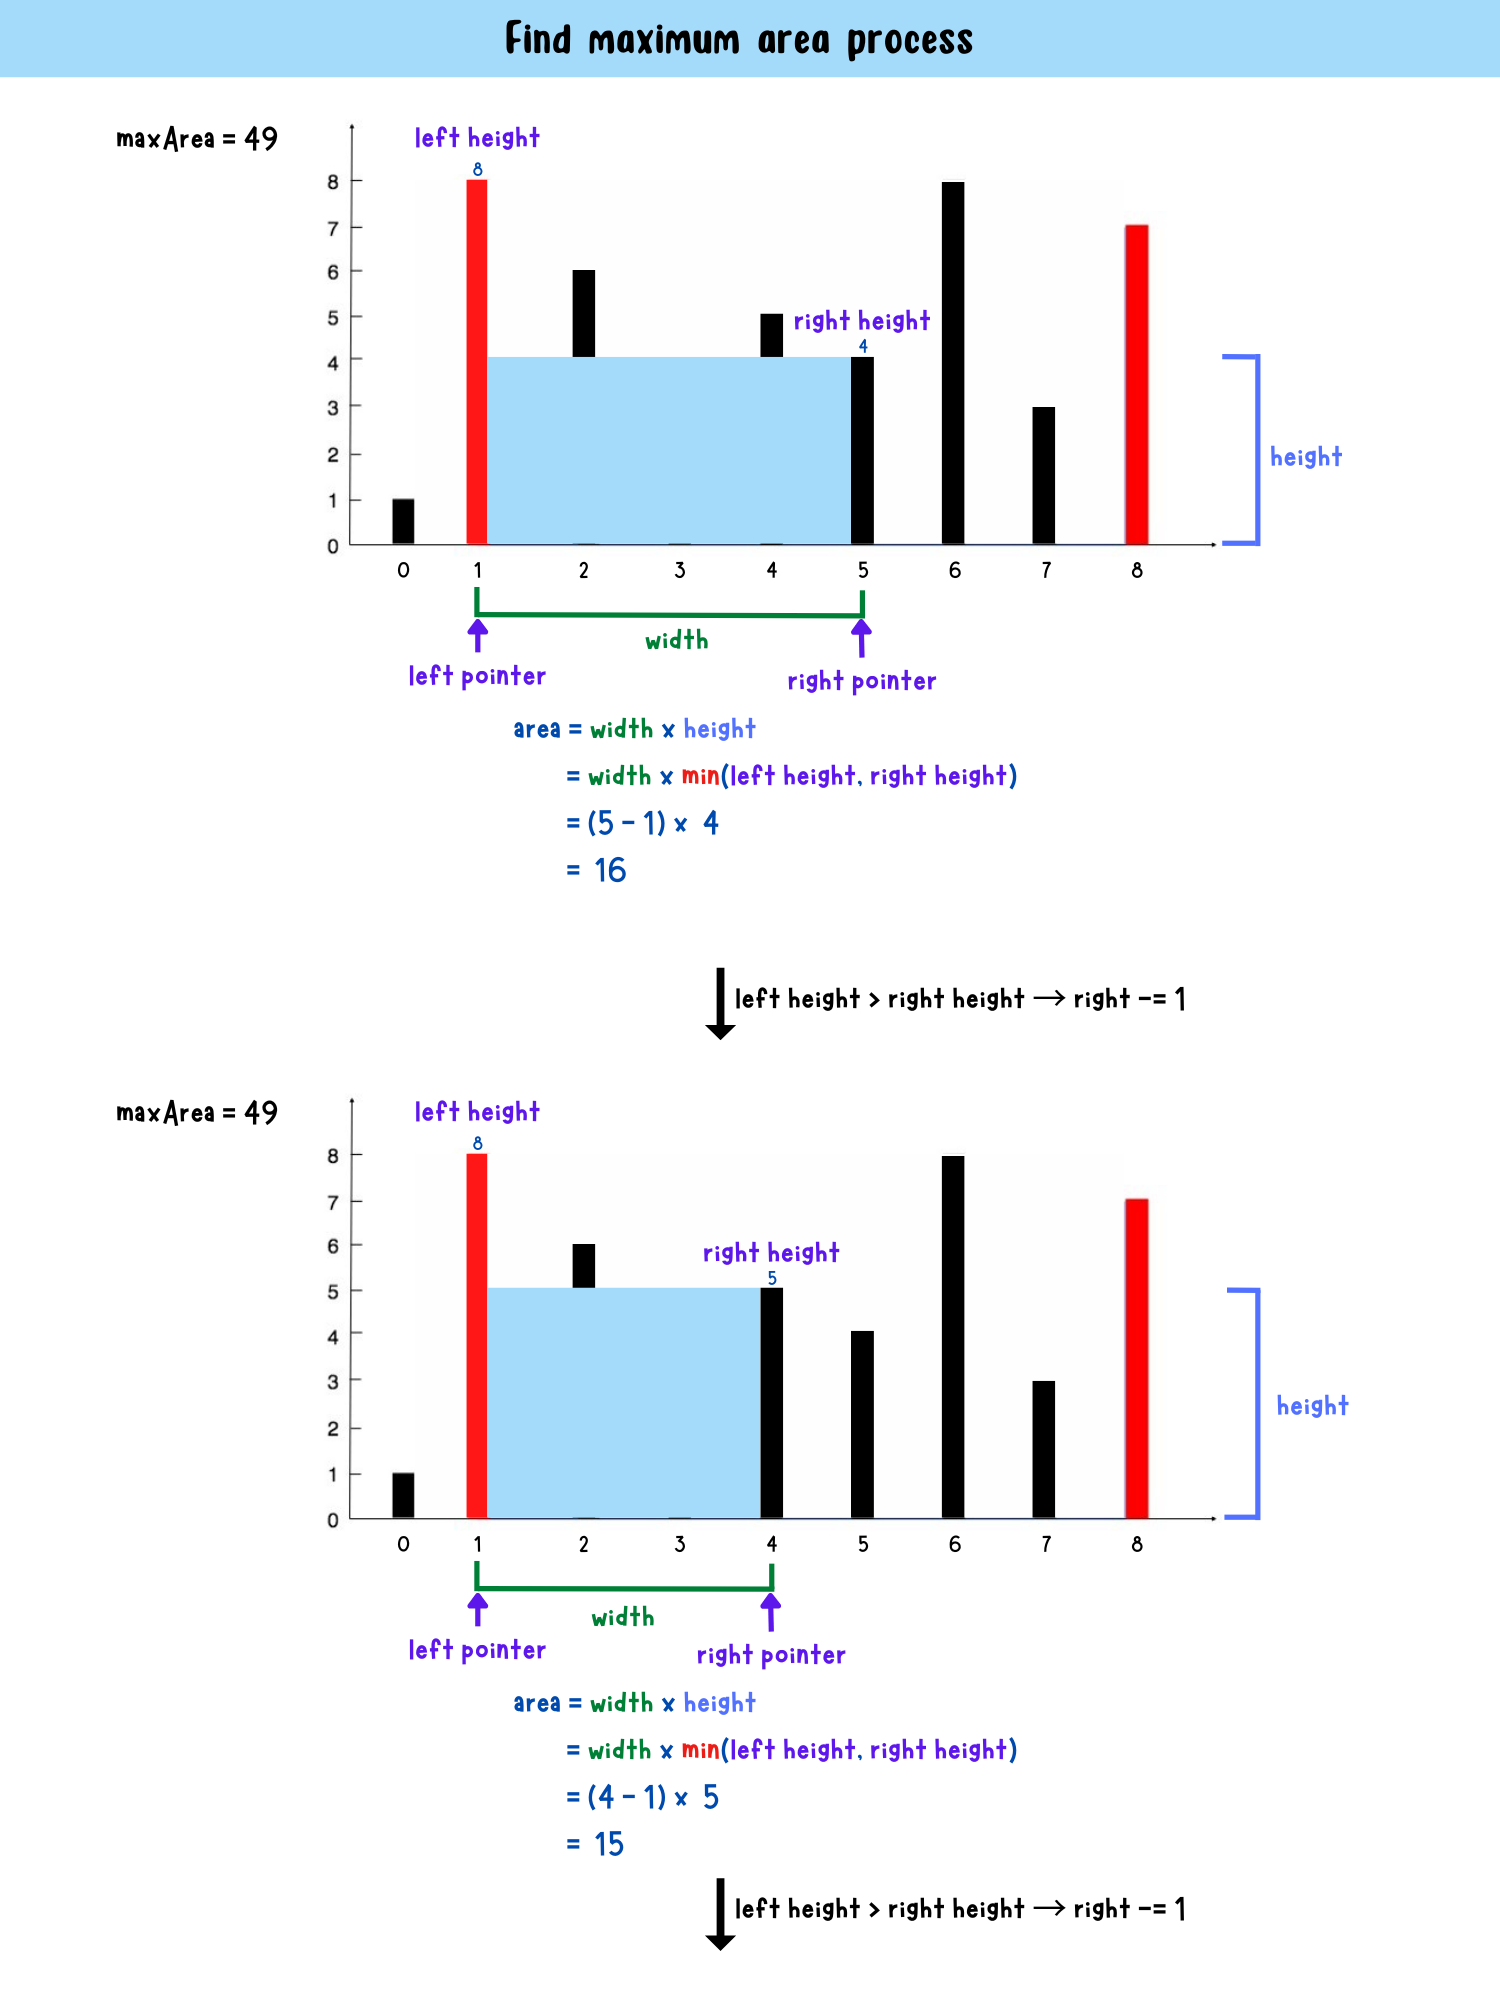 Find maximum area process
maxArea = 49
left height
8
8
7
6
5
right height
4
4
3
2
1
0
height
0 1 2 3 4 5 6 7 8
width
left pointer
right pointer
area = width x height
= width x min(left height, right height)
= (5 - 1) x 4
= 16
left height > right height → right -= 1
maxArea = 49
left height
8
8
7
6
right height
5
5
4
3
2
1
0
height
0 1 2 3 4 5 6 7 8
width
left pointer
right pointer
area = width x height
= width x min(left height, right height)
= (4 - 1) x 5
= 15
left height > right height → right -= 1